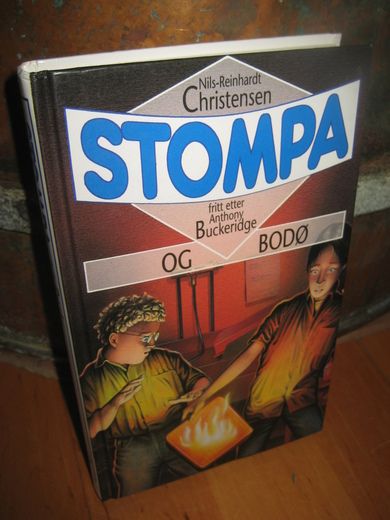 Nils-Reinhardt
Christensen
STOMPA
fritt etter
Anthony
Buckeridge
OG BODØ